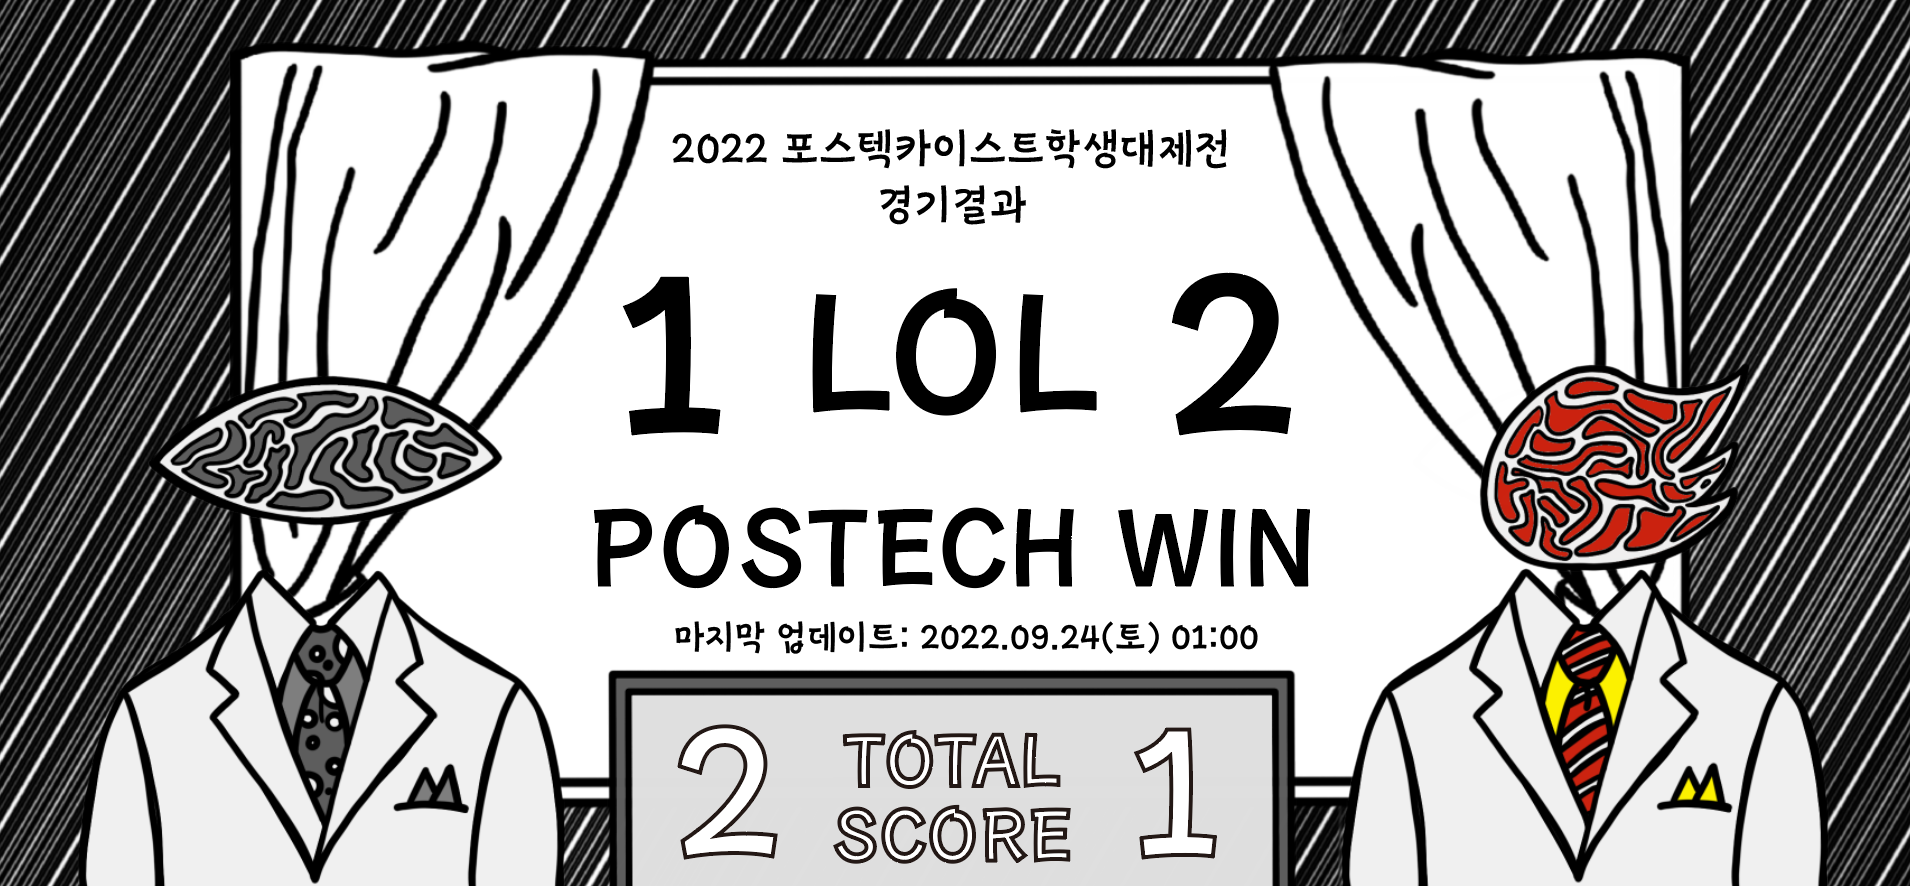 2022 포스텍카이스트학생대제전
경기결과
1 LOL 2
POSTECH WIN
마지막 업데이트: 2022.09.24(토) 01:00
2 TOTAL SCORE 1